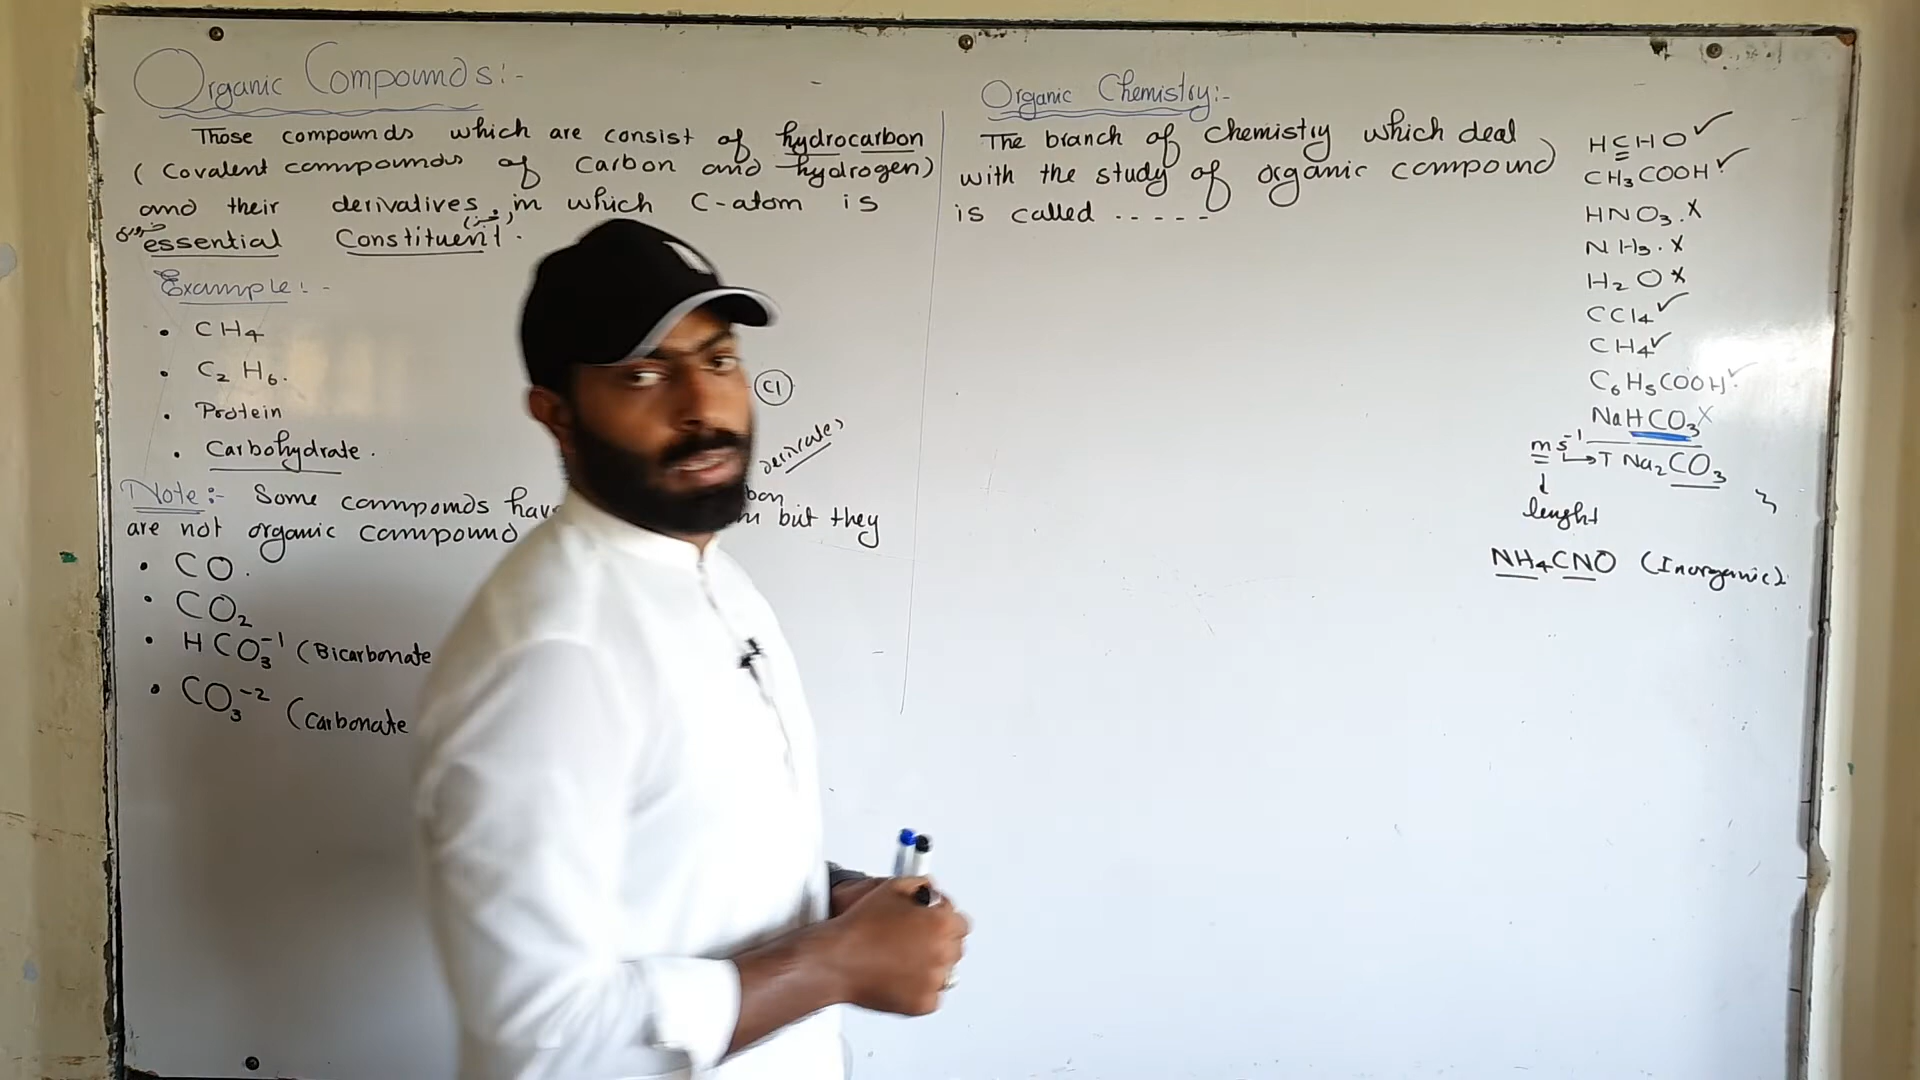 Organic Compounds:-
Those compounds which are consist of hydrocarbon
(Covalent compounds of Carbon and hydrogen)
and their derivatives in which C-atom is
essential Constituent.
Example:-
• CH4
• C2H6.
• Protein
• Carbohydrate.
Cl
derivates
Note:- Some compounds hav
are not organic compound
but they
• CO.
• CO2
• HCO3-1 (Bicarbonate
• CO3-2 (Carbonate
Organic Chemistry:-
The branch of chemistry which deal
with the study of organic compound
is called -----
HCHO ✓
CH3COOH ✓
HNO3. X
NH3. X
H2O X
CCl4 ✓
CH4 ✓
C6H5COOH ✓
NaHCO3 X
m s-1
T Na2CO3
lenght
NH4CNO (Inorganic).